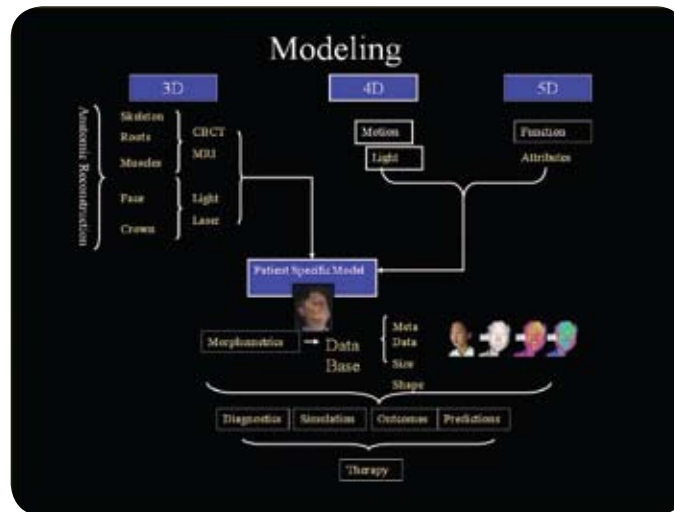 Modeling
3D
4D
5D
Anatomic Reconstruction
Skeleton
Roots
Muscles
Face
Crown
CBCT
MRI
Light
Laser
Motion
Light
Function
Attributes
Patient Specific Model
Morphometrics
Data
Base
Meta
Data
Size
Shape
Diagnostics
Simulation
Outcomes
Predictions
Therapy